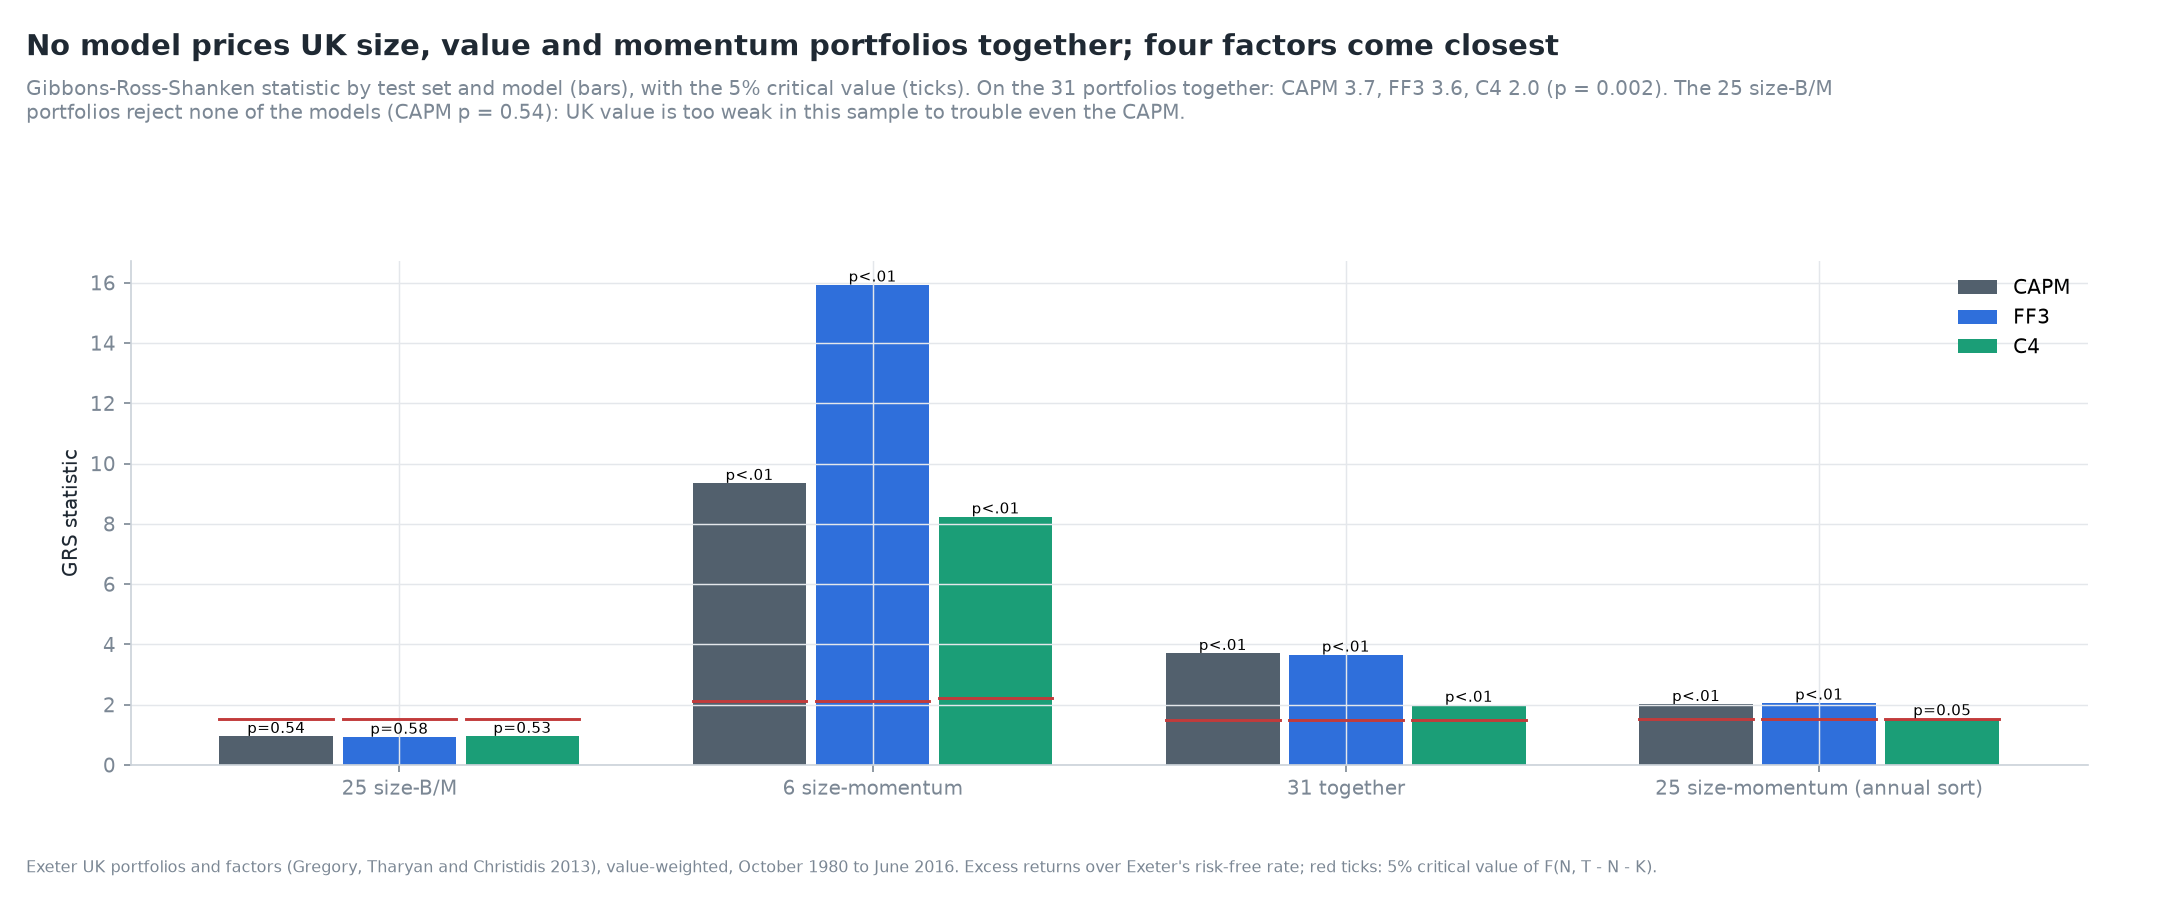 No model prices UK size, value and momentum portfolios together; four factors come closest
Gibbons-Ross-Shanken statistic by test set and model (bars), with the 5% critical value (ticks). On the 31 portfolios together: CAPM 3.7, FF3 3.6, C4 2.0 (p = 0.002). The 25 size-B/M
portfolios reject none of the models (CAPM p = 0.54): UK value is too weak in this sample to trouble even the CAPM.
CAPM
FF3
C4
GRS statistic
16
14
12
10
8
6
4
2
0
p=0.54
p=0.58
p=0.53
p<.01
p<.01
p<.01
p<.01
p<.01
p<.01
p<.01
p<.01
p=0.05
25 size-B/M
6 size-momentum
31 together
25 size-momentum (annual sort)
Exeter UK portfolios and factors (Gregory, Tharyan and Christidis 2013), value-weighted, October 1980 to June 2016. Excess returns over Exeter's risk-free rate; red ticks: 5% critical value of F(N, T - N - K).